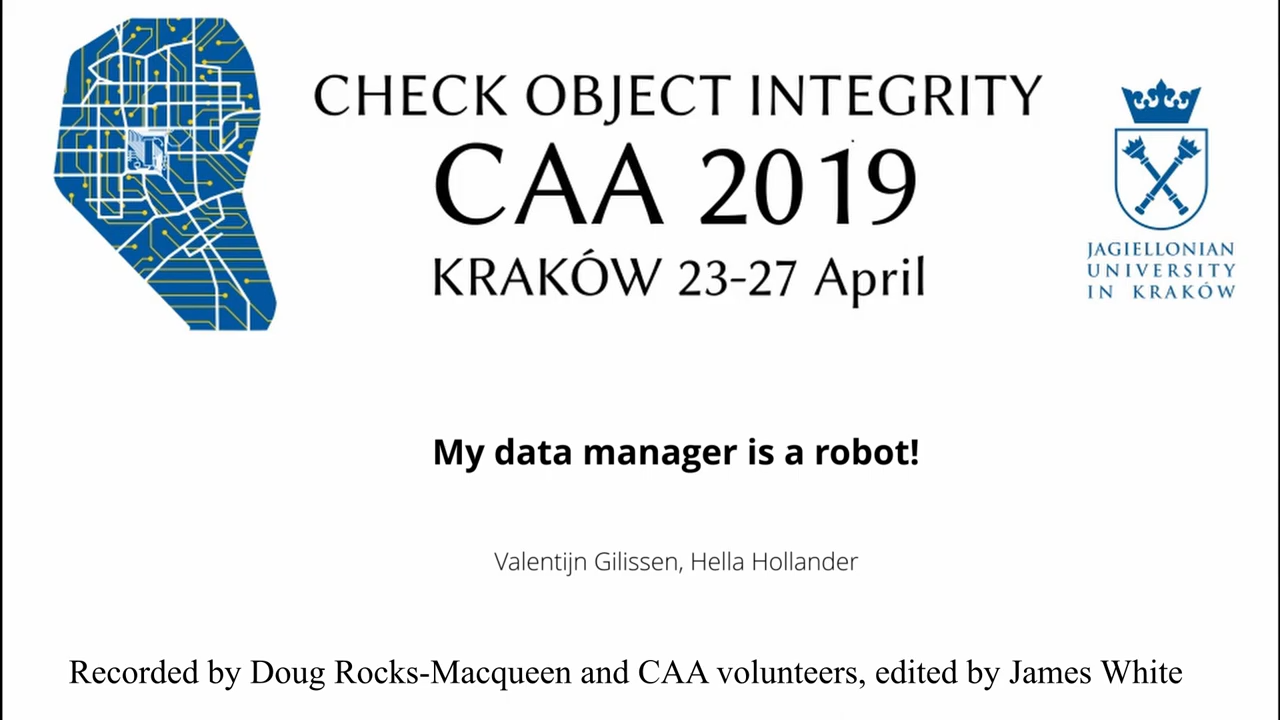 CHECK OBJECT INTEGRITY
CAA 2019
KRAKÓW 23-27 April
JAGIELLONIAN
UNIVERSITY
IN KRAKÓW
My data manager is a robot!
Valentijn Gilissen, Hella Hollander
Recorded by Doug Rocks-Macqueen and CAA volunteers, edited by James White